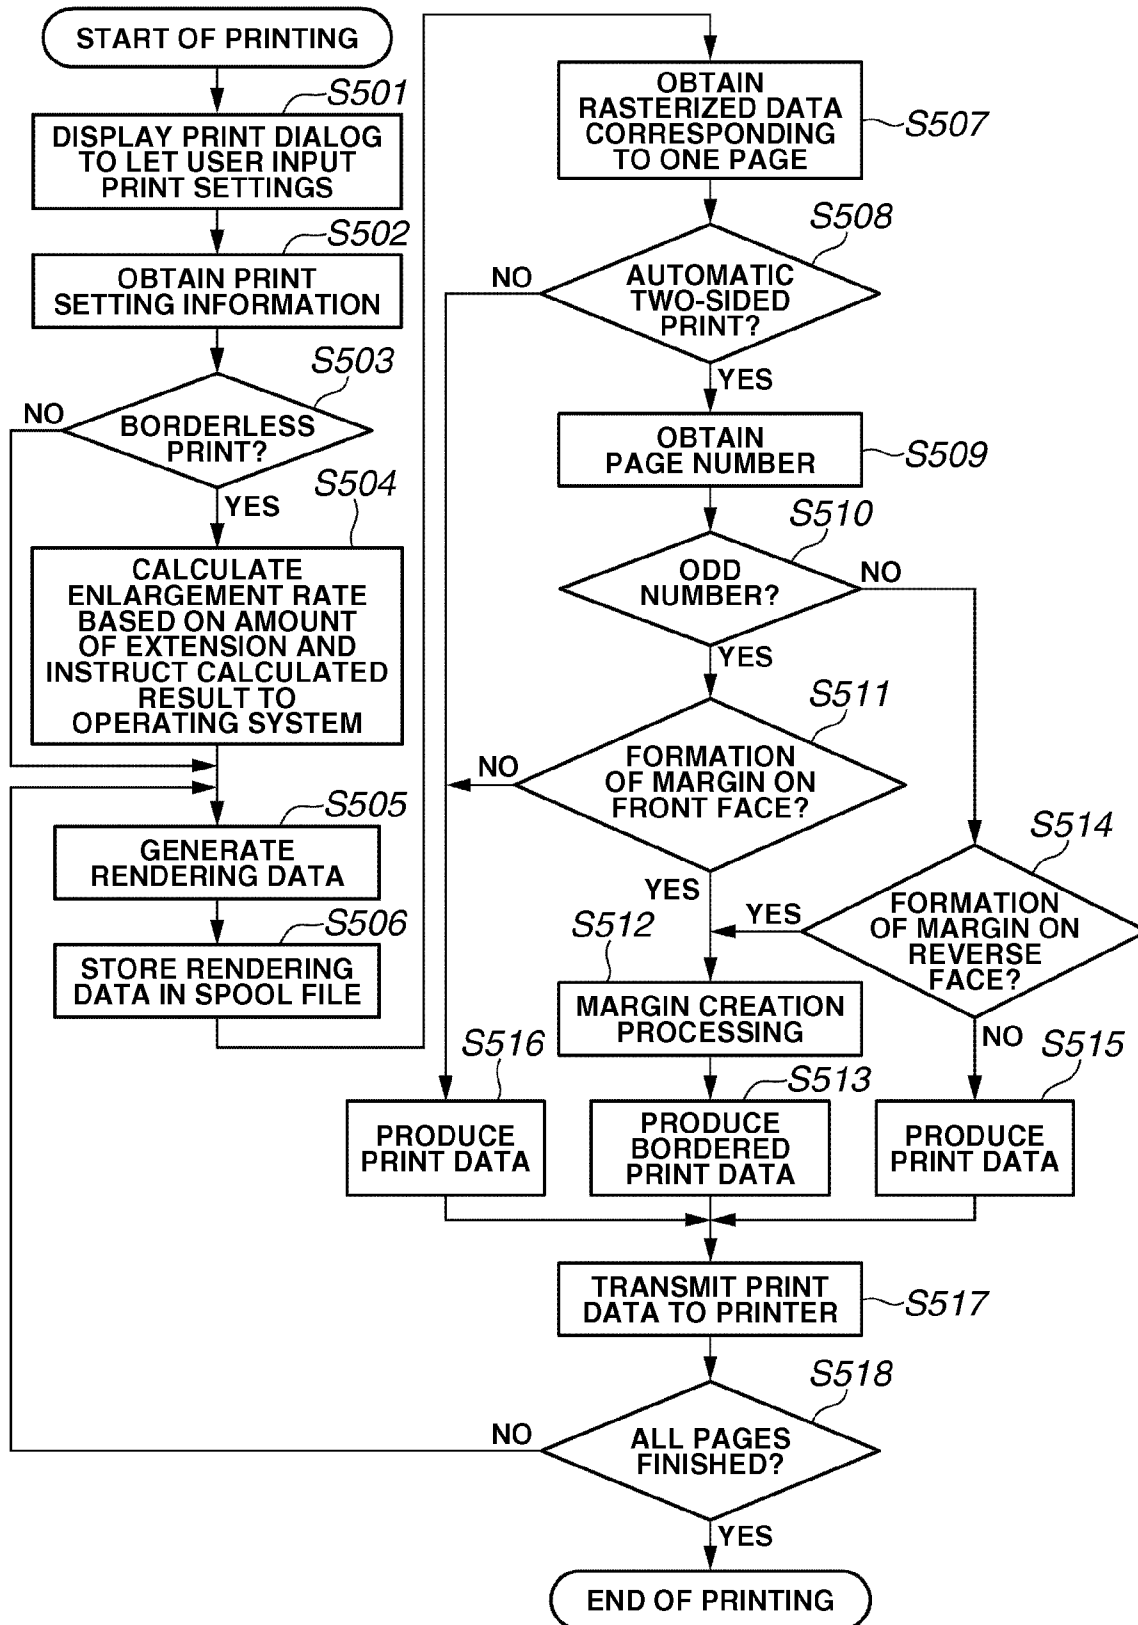 START OF PRINTING
S501
DISPLAY PRINT DIALOG
TO LET USER INPUT
PRINT SETTINGS
S502
OBTAIN PRINT
SETTING INFORMATION
S503
NO
BORDERLESS
PRINT?
YES
S504
CALCULATE
ENLARGEMENT RATE
BASED ON AMOUNT
OF EXTENSION AND
INSTRUCT CALCULATED
RESULT TO
OPERATING SYSTEM
S505
GENERATE
RENDERING DATA
S506
STORE RENDERING
DATA IN SPOOL FILE
OBTAIN
RASTERIZED DATA
CORRESPONDING
TO ONE PAGE
S507
S508
NO
AUTOMATIC
TWO-SIDED
PRINT?
YES
OBTAIN
PAGE NUMBER
S509
S510
ODD
NUMBER?
NO
YES
S511
NO
FORMATION
OF MARGIN ON
FRONT FACE?
YES
S514
YES
FORMATION
OF MARGIN ON
REVERSE
FACE?
NO
S512
MARGIN CREATION
PROCESSING
S516
PRODUCE
PRINT DATA
S513
PRODUCE
BORDERED
PRINT DATA
S515
PRODUCE
PRINT DATA
TRANSMIT PRINT
DATA TO PRINTER
S517
S518
NO
ALL PAGES
FINISHED?
YES
END OF PRINTING